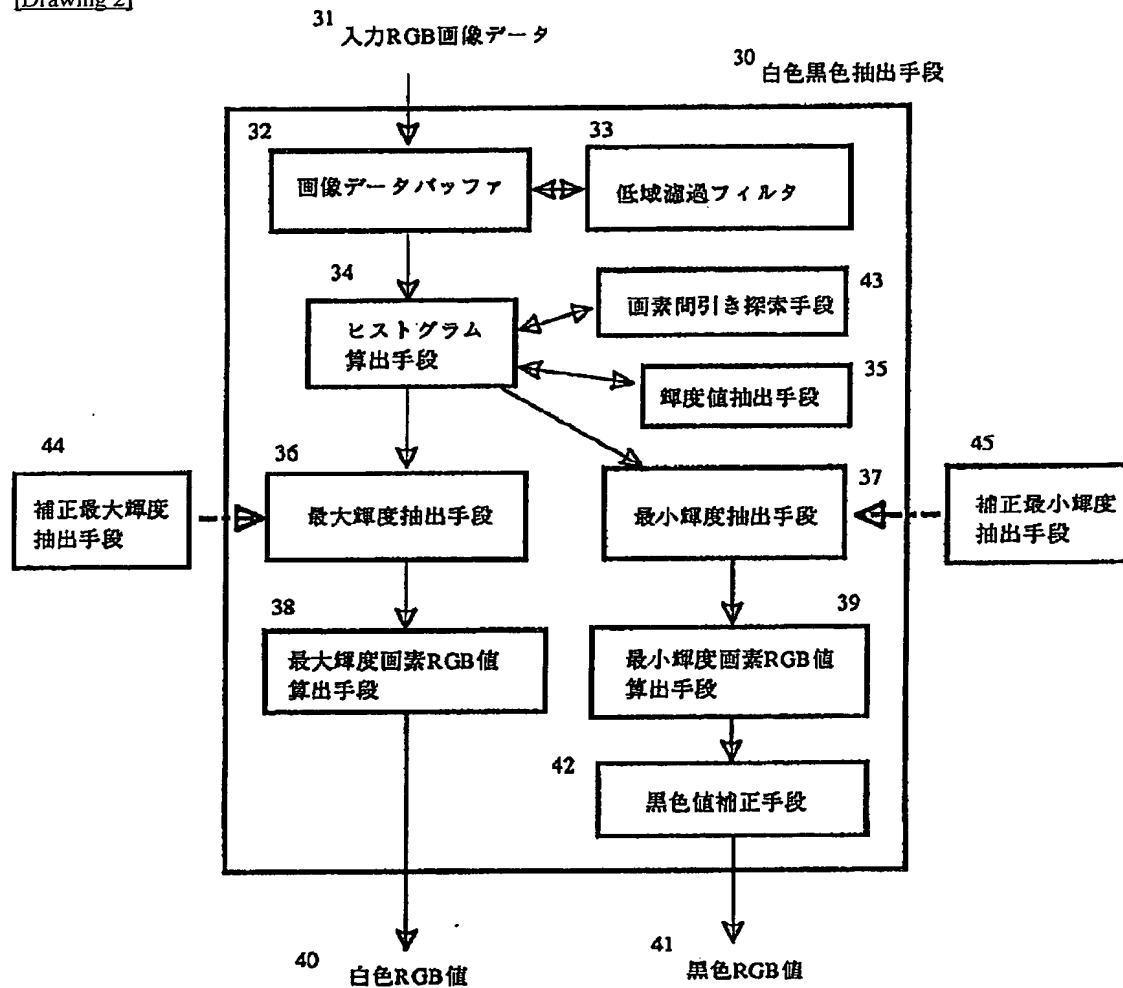 [Drawing 2]
31 入力RGB画像データ
30 白色黒色抽出手段
32
画像データバッファ
33
低域濾過フィルタ
34
ヒストグラム
算出手段
43
画素間引き探索手段
35
輝度値抽出手段
44
補正最大輝度
抽出手段
36
最大輝度抽出手段
37
最小輝度抽出手段
45
補正最小輝度
抽出手段
38
最大輝度画素RGB値
算出手段
39
最小輝度画素RGB値
算出手段
42
黒色値補正手段
40 白色RGB値
41 黒色RGB値